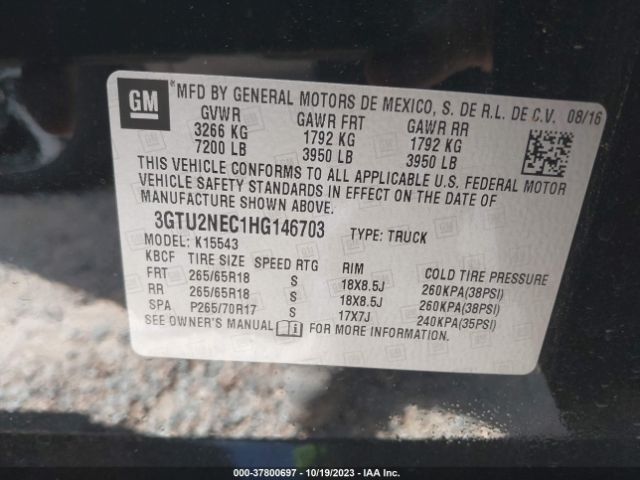 GM
MFD BY GENERAL MOTORS DE MEXICO, S. DE R.L. DE C.V. 08/16
GVWR GAWR FRT GAWR RR
3266 KG 1792 KG 1792 KG
7200 LB 3950 LB 3950 LB
THIS VEHICLE CONFORMS TO ALL APPLICABLE U.S. FEDERAL MOTOR
VEHICLE SAFETY STANDARDS IN EFFECT ON THE DATE OF
MANUFACTURE SHOWN ABOVE.
3GTU2NEC1HG146703 TYPE: TRUCK
MODEL: K15543
KBCF TIRE SIZE SPEED RTG RIM COLD TIRE PRESSURE
FRT 265/65R18 S 18X8.5J 260KPA(38PSI)
RR 265/65R18 S 18X8.5J 260KPA(38PSI)
SPA P265/70R17 S 17X7J 240KPA(35PSI)
SEE OWNER'S MANUAL FOR MORE INFORMATION.
000-37800697 - 10/19/2023 - IAA Inc.